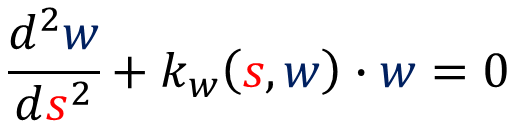 d²w/ds² + k_w(s,w) · w = 0